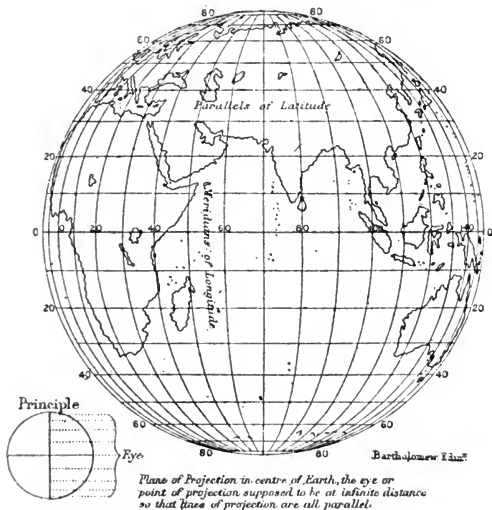 80 80
60 60
40 40
Parallels of Latitude
20 20
Meridians of Longitude
0 20 40 60 80 0
20 20
40 40
60 60
80 80
Principle
Eye
Bartholomew Edinr.
Plane of Projection in centre of Earth, the eye or
point of projection supposed to be at infinite distance
so that lines of projection are all parallel.